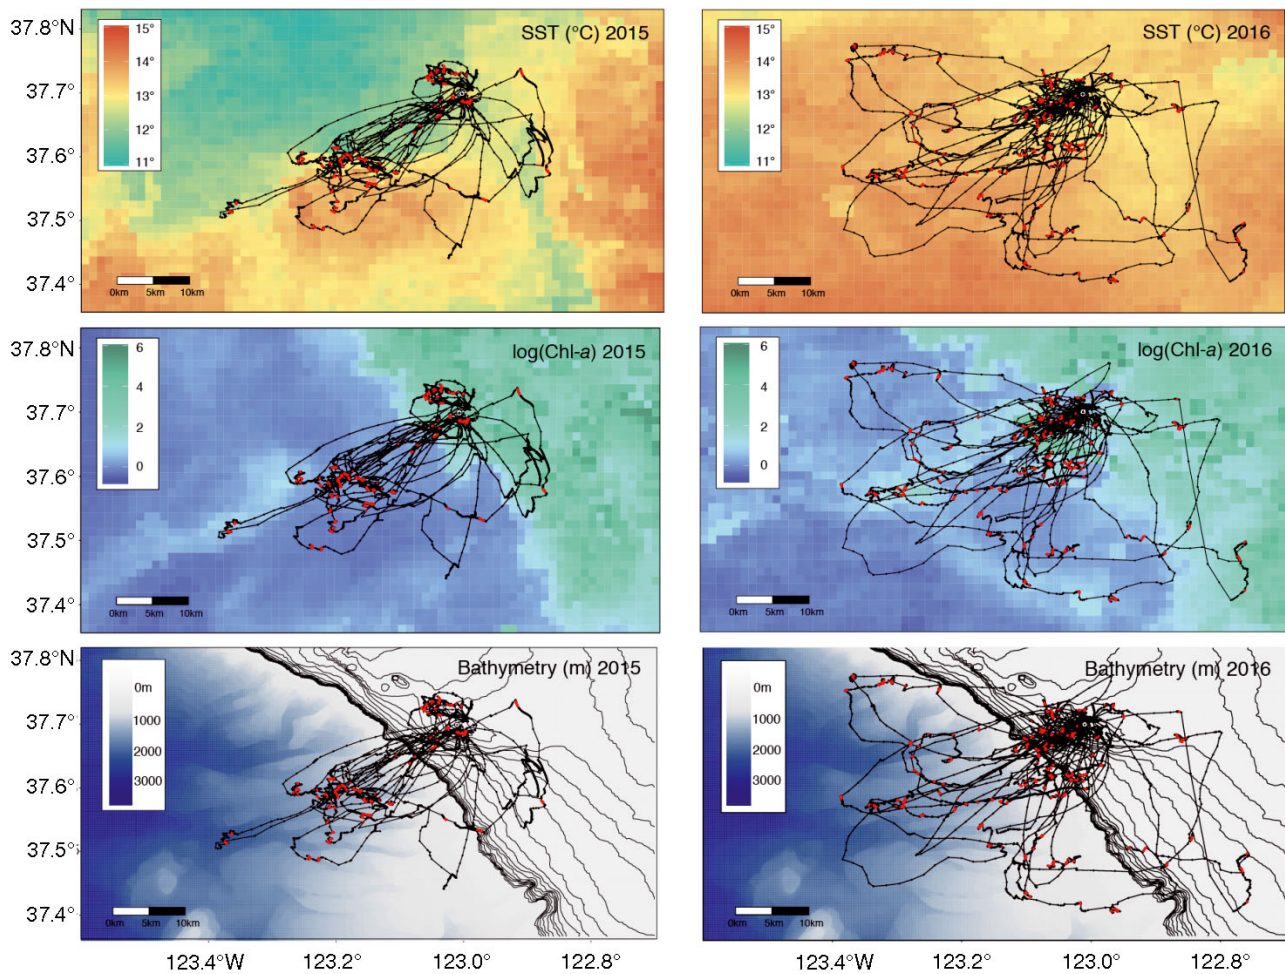 37.8°N
37.7°
37.6°
37.5°
37.4°
15°
14°
13°
12°
11°
SST (°C) 2015
0km 5km 10km
15°
14°
13°
12°
11°
SST (°C) 2016
0km 5km 10km
37.8°N
37.7°
37.6°
37.5°
37.4°
6
4
2
0
log(Chl-a) 2015
0km 5km 10km
6
4
2
0
log(Chl-a) 2016
0km 5km 10km
37.8°N
37.7°
37.6°
37.5°
37.4°
0m
1000
2000
3000
Bathymetry (m) 2015
0km 5km 10km
0m
1000
2000
3000
Bathymetry (m) 2016
0km 5km 10km
123.4°W 123.2° 123.0° 122.8°
123.4°W 123.2° 123.0° 122.8°